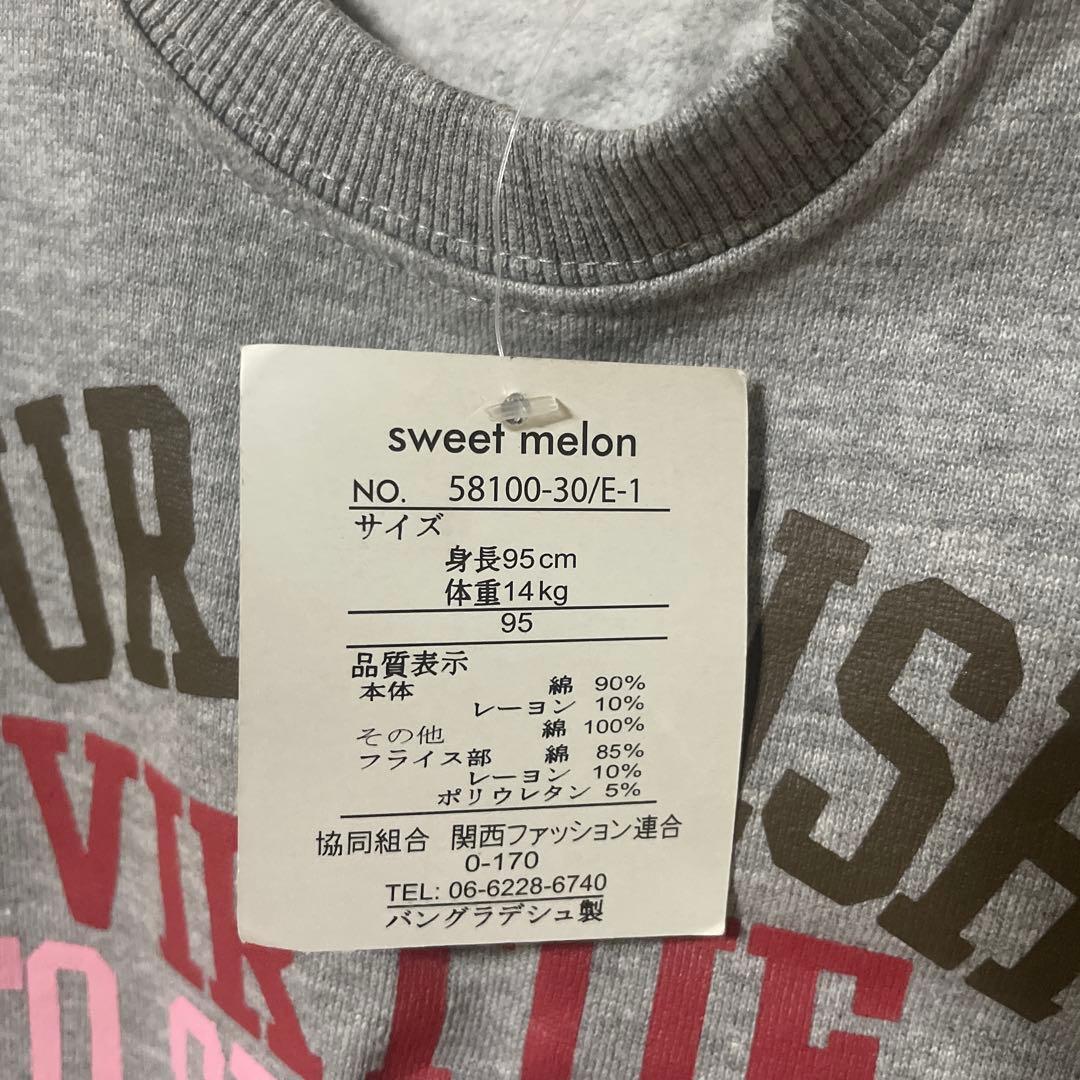 sweet melon
NO. 58100-30/E-1
サイズ
身長95cm
体重14kg
95
品質表示
本体 綿 90%
レーヨン 10%
その他 綿 100%
フライス部 綿 85%
レーヨン 10%
ポリウレタン 5%
協同組合 関西ファッション連合
0-170
TEL: 06-6228-6740
バングラデシュ製